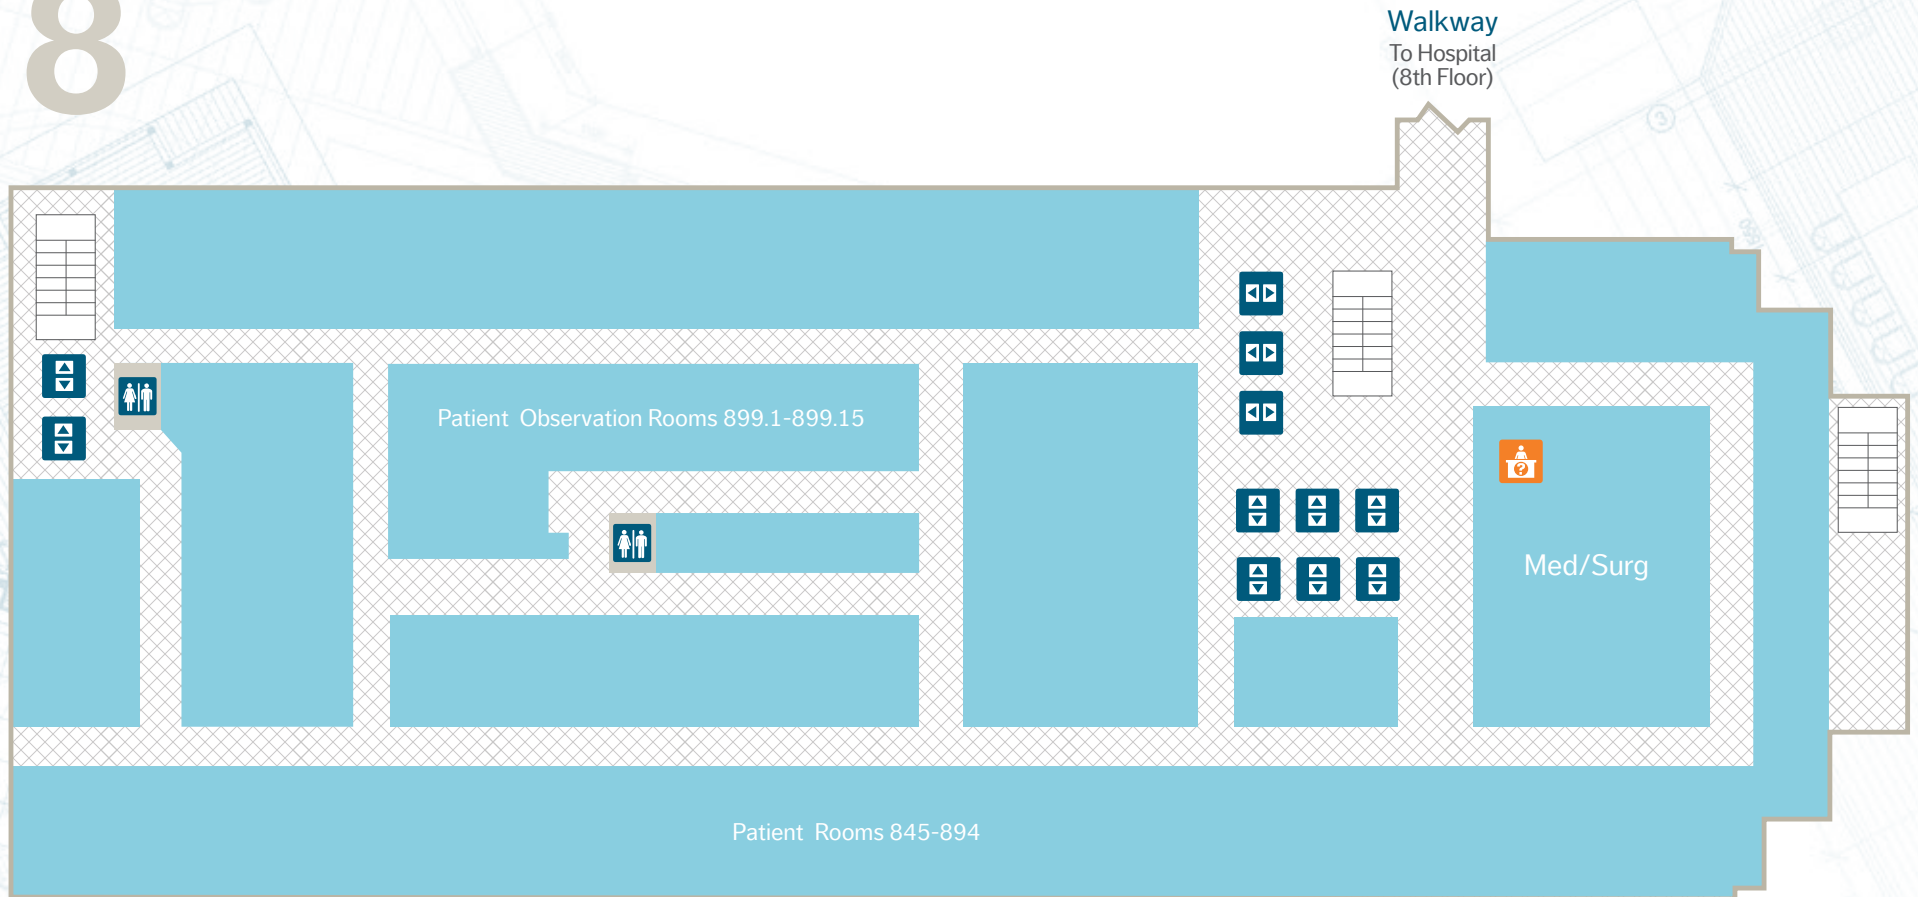 8
Walkway
To Hospital
(8th Floor)
3
Patient Observation Rooms 899.1-899.15
?
Med/Surg
Patient Rooms 845-894